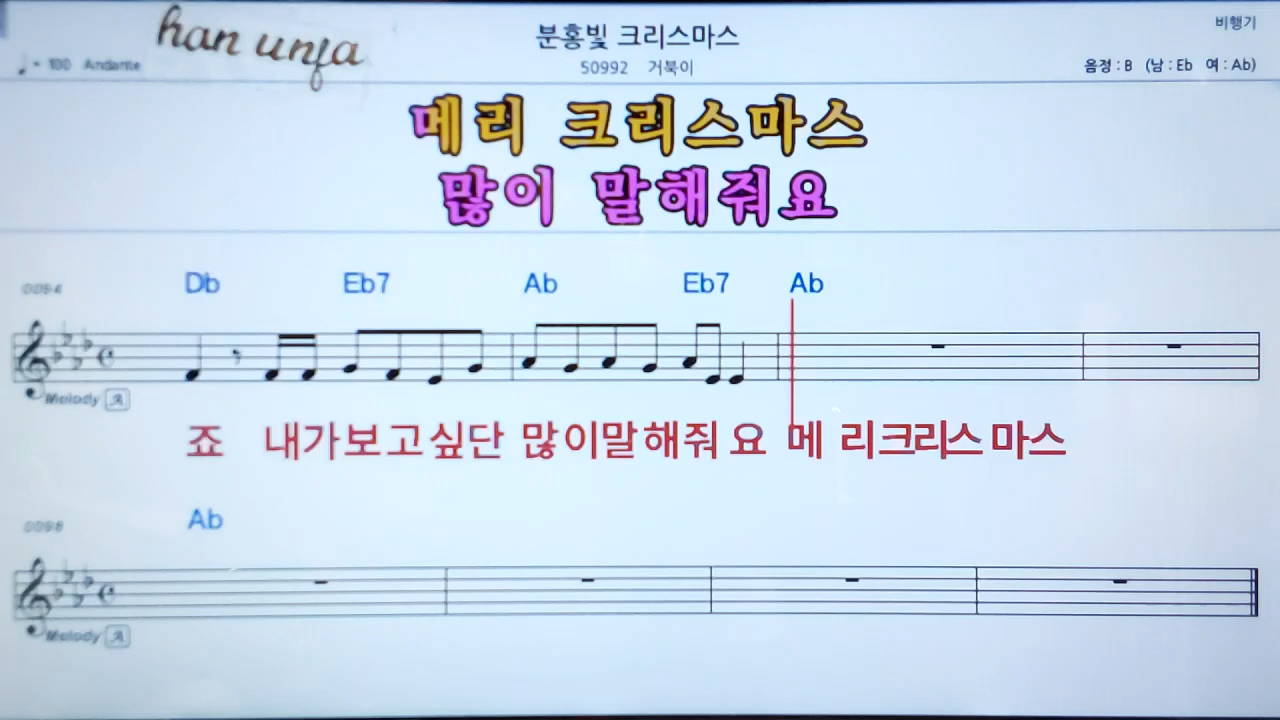 han unfa
분홍빛 크리스마스
비행기
♩= 100 Andante
50992 거북이
음정 : B (남 : Eb 여 : Ab)
메리 크리스마스
많이 말해줘요
0094
Db Eb7 Ab Eb7 Ab
Melody A
죠 내가보고싶단 많이말해줘요 메 리크리스마스
0098
Ab
Melody A